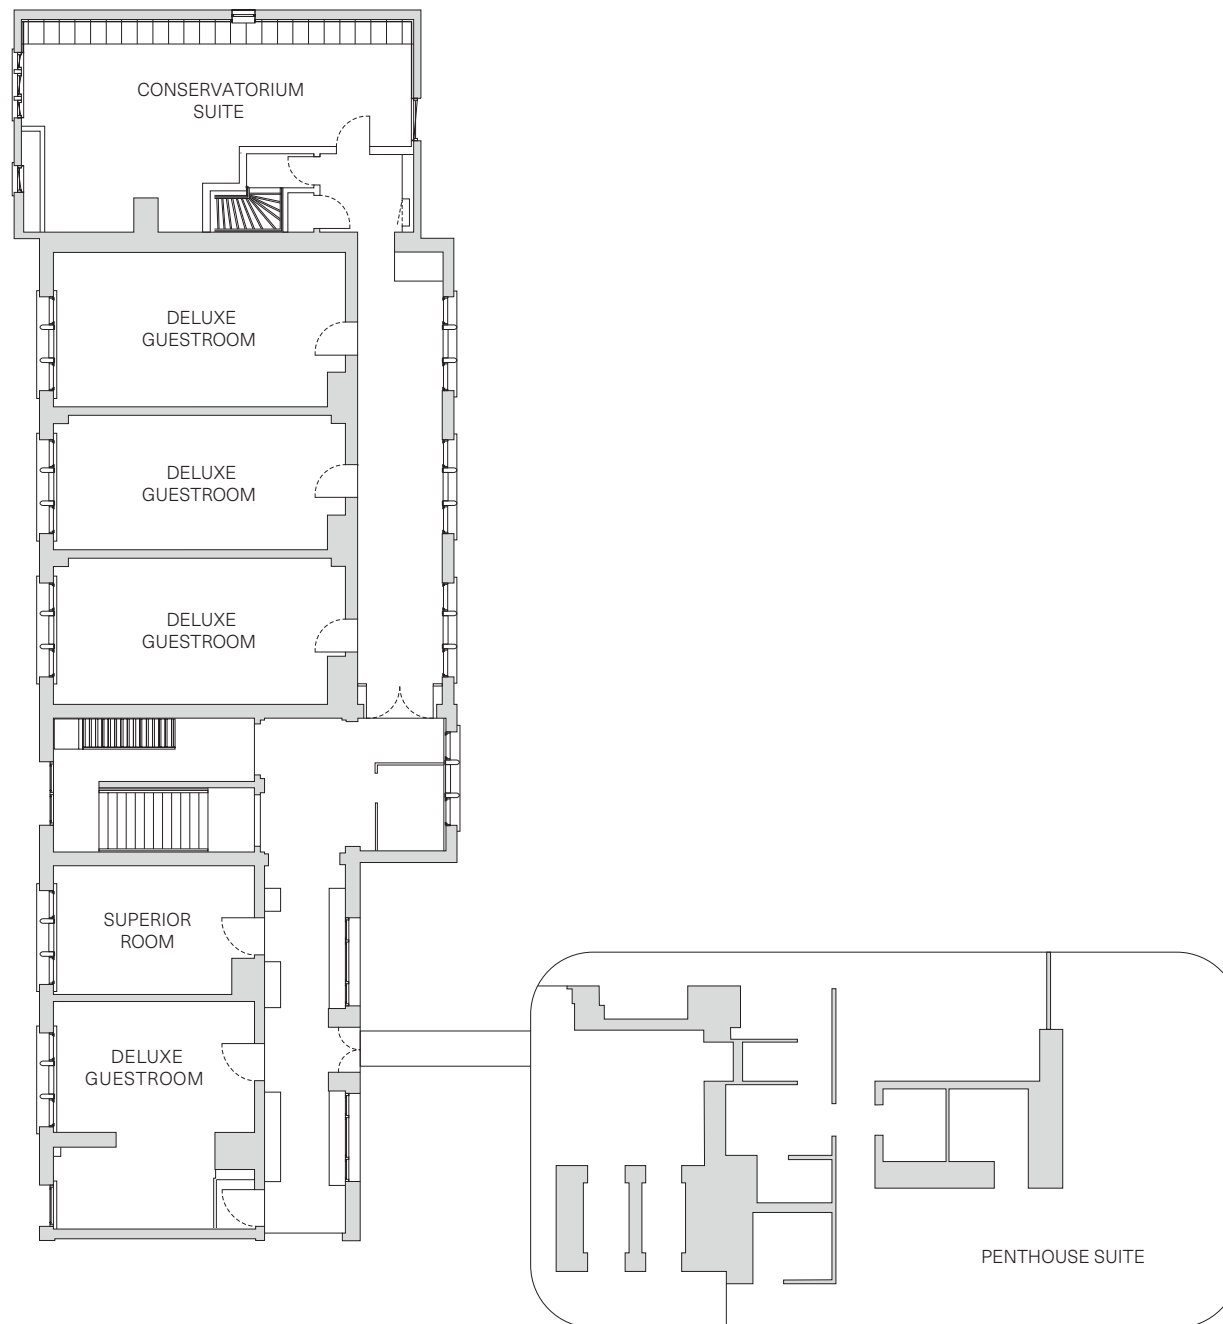 CONSERVATORIUM
SUITE
DELUXE
GUESTROOM
DELUXE
GUESTROOM
DELUXE
GUESTROOM
SUPERIOR
ROOM
DELUXE
GUESTROOM
PENTHOUSE SUITE